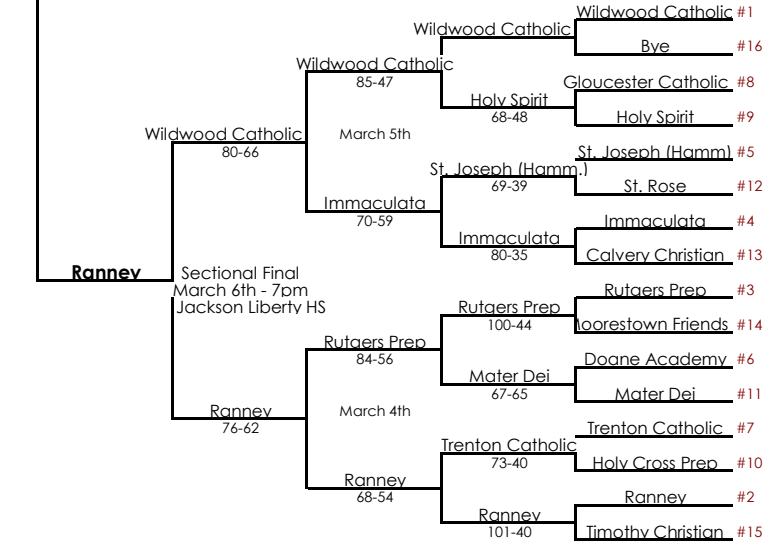 Wildwood Catholic #1
Wildwood Catholic
Bye #16
Wildwood Catholic
85-47
Gloucester Catholic #8
Holy Spirit
68-48
Holy Spirit #9
Wildwood Catholic
80-66
March 5th
St. Joseph (Hamm) #5
St. Joseph (Hamm.)
69-39
St. Rose #12
Immaculata
70-59
Immaculata #4
Immaculata
80-35
Calvery Christian #13
Ranney
Sectional Final
March 6th - 7pm
Jackson Liberty HS
Rutgers Prep #3
Rutgers Prep
100-44
Moorestown Friends #14
Rutgers Prep
84-56
Doane Academy #6
Mater Dei
67-65
Mater Dei #11
Ranney
76-62
March 4th
Trenton Catholic #7
Trenton Catholic
73-40
Holy Cross Prep #10
Ranney
68-54
Ranney #2
Ranney
101-40
Timothy Christian #15